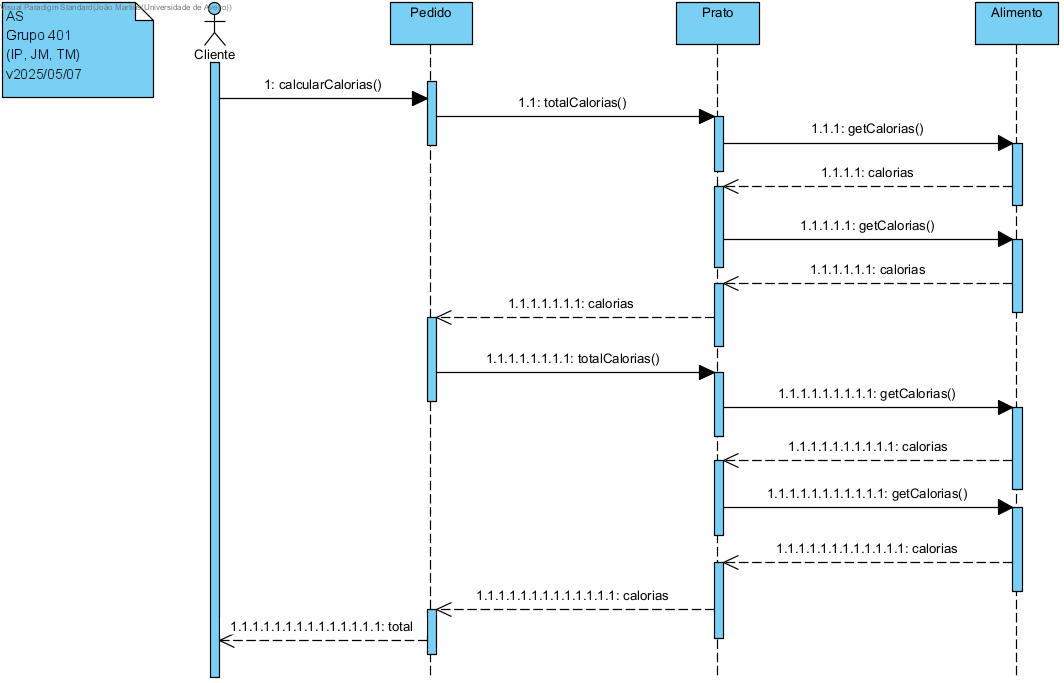 Visual Paradigm Standard(João Martins(Universidade de Aveiro))
AS
Grupo 401
(IP, JM, TM)
v2025/05/07
Cliente
Pedido
Prato
Alimento
1: calcularCalorias()
1.1: totalCalorias()
1.1.1: getCalorias()
1.1.1.1: calorias
1.1.1.1.1: getCalorias()
1.1.1.1.1.1: calorias
1.1.1.1.1.1.1: calorias
1.1.1.1.1.1.1.1: totalCalorias()
1.1.1.1.1.1.1.1.1: getCalorias()
1.1.1.1.1.1.1.1.1.1: calorias
1.1.1.1.1.1.1.1.1.1.1: getCalorias()
1.1.1.1.1.1.1.1.1.1.1.1: calorias
1.1.1.1.1.1.1.1.1.1.1.1.1: calorias
1.1.1.1.1.1.1.1.1.1.1.1.1.1: total